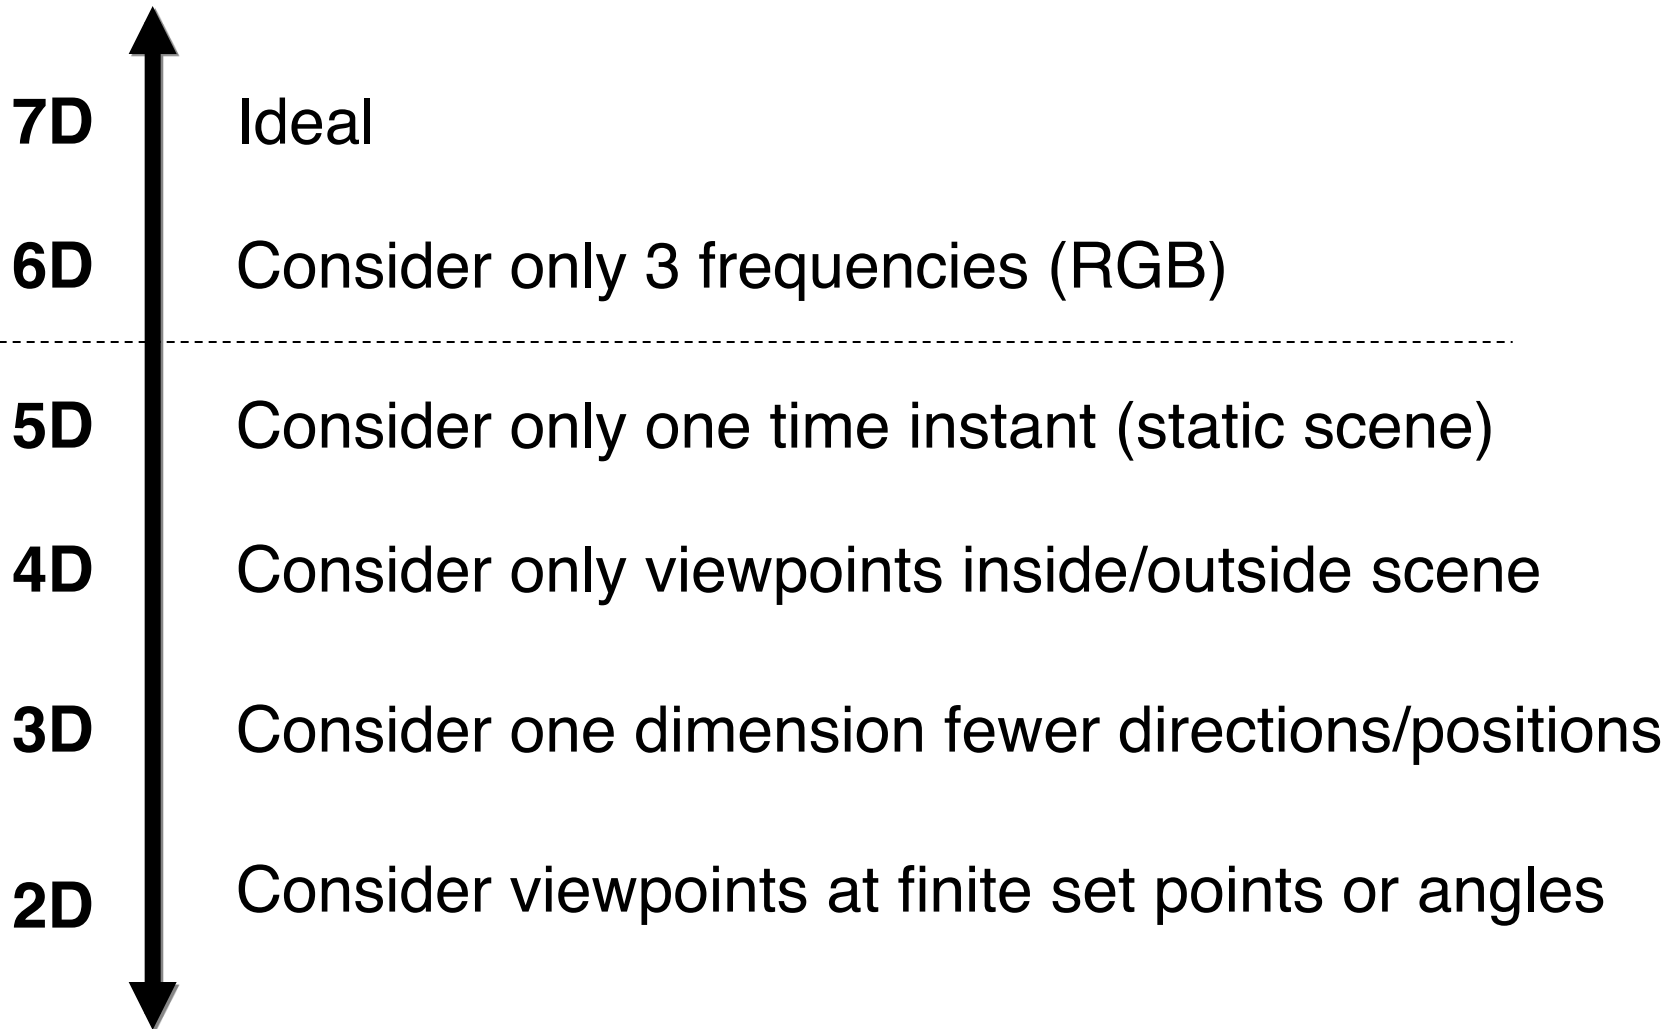 7D Ideal
6D Consider only 3 frequencies (RGB)
5D Consider only one time instant (static scene)
4D Consider only viewpoints inside/outside scene
3D Consider one dimension fewer directions/positions
2D Consider viewpoints at finite set points or angles